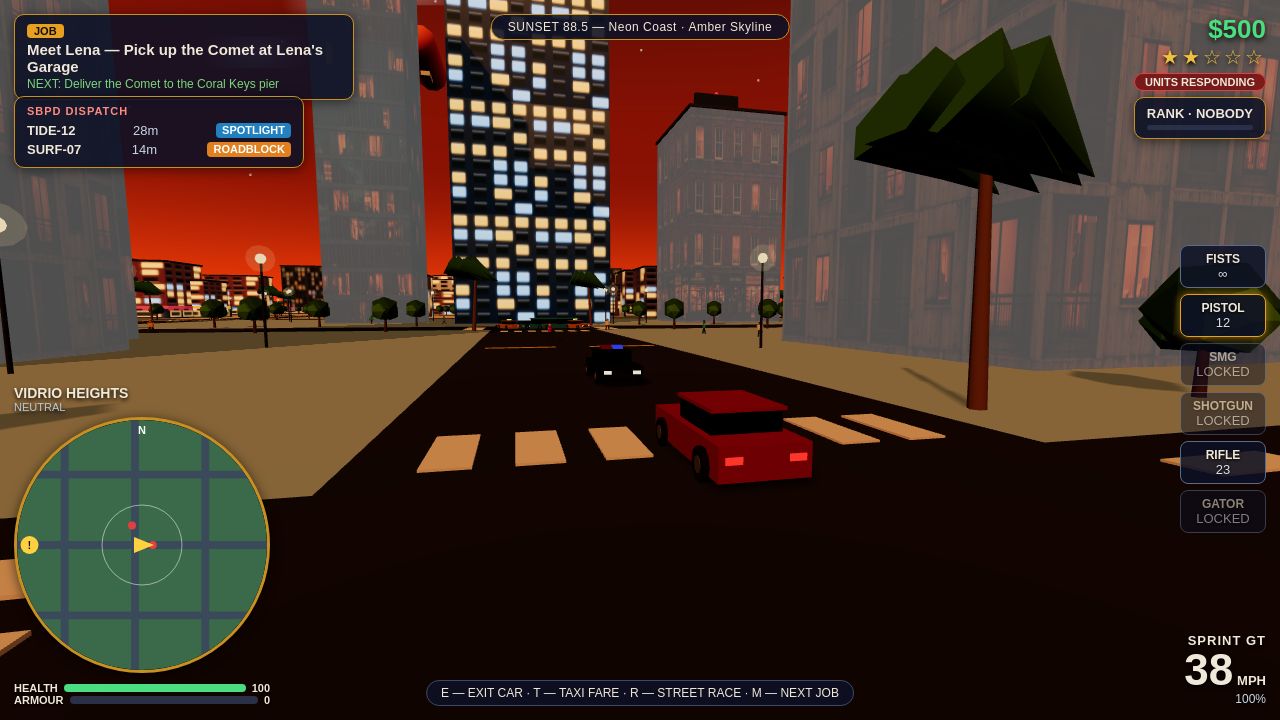 JOB
Meet Lena — Pick up the Comet at Lena's
Garage
NEXT: Deliver the Comet to the Coral Keys pier
SBPD DISPATCH
TIDE-12 28m SPOTLIGHT
SURF-07 14m ROADBLOCK
SUNSET 88.5 — Neon Coast · Amber Skyline
$500
★★☆☆☆
UNITS RESPONDING
RANK · NOBODY
FISTS
∞
PISTOL
12
SMG
LOCKED
SHOTGUN
LOCKED
RIFLE
23
GATOR
LOCKED
VIDRIO HEIGHTS
NEUTRAL
N
!
HEALTH 100
ARMOUR 0
E — EXIT CAR · T — TAXI FARE · R — STREET RACE · M — NEXT JOB
SPRINT GT
38 MPH
100%